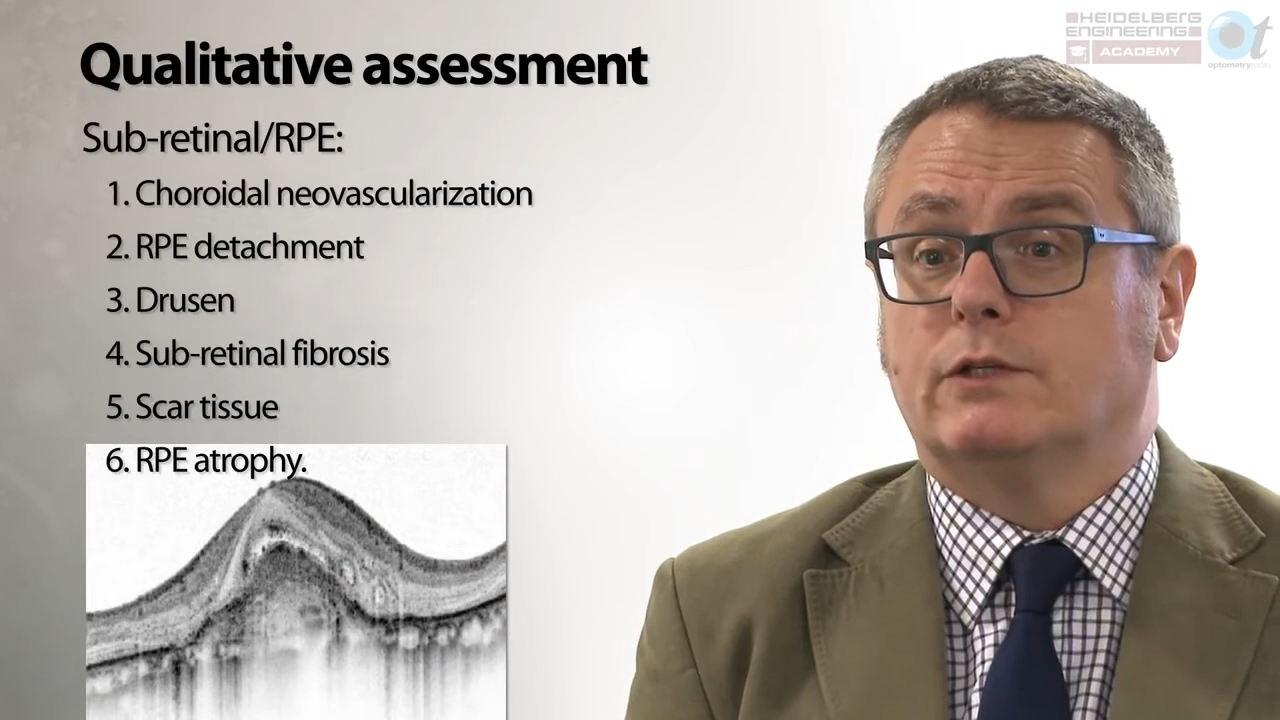 Qualitative assessment
Sub-retinal/RPE:
1. Choroidal neovascularization
2. RPE detachment
3. Drusen
4. Sub-retinal fibrosis
5. Scar tissue
6. RPE atrophy.
HEIDELBERG
ENGINEERING
ACADEMY
ot
optometrytoday